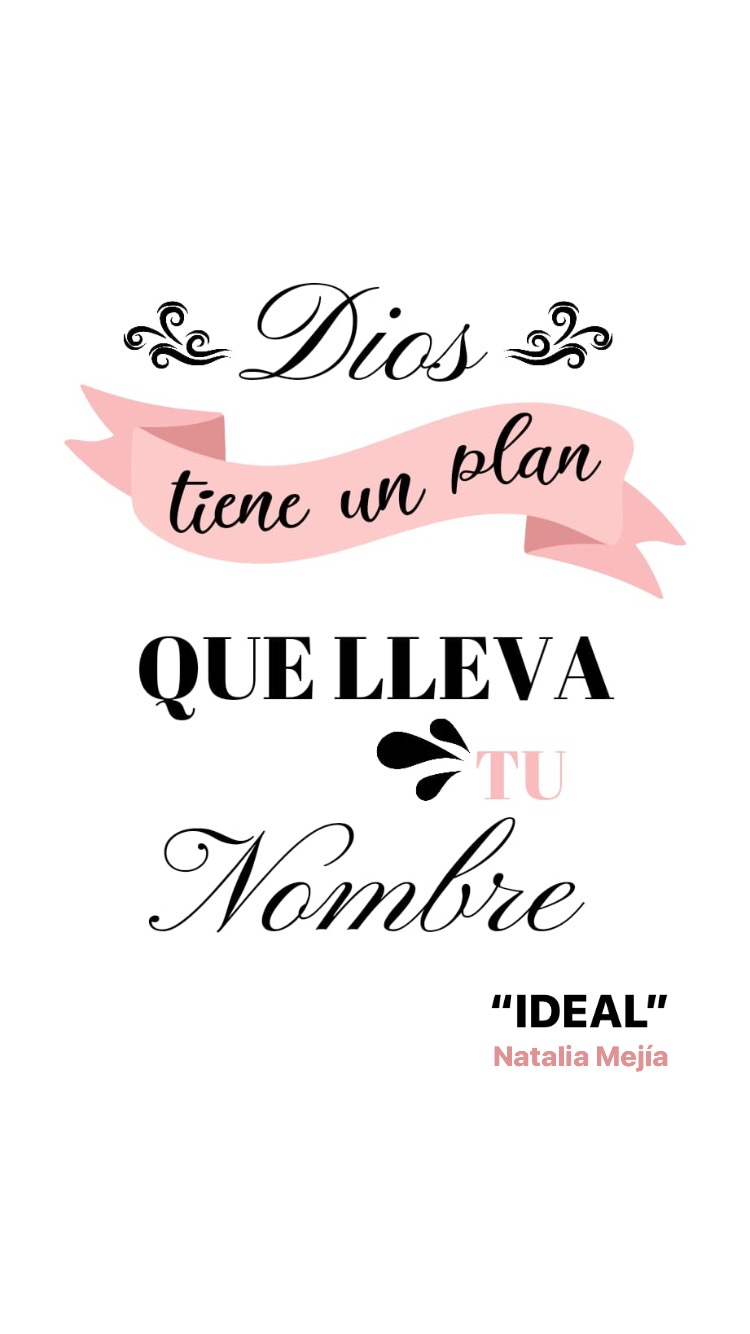 Dios
tiene un plan
QUE LLEVA
TU
Nombre
“IDEAL”
Natalia Mejía